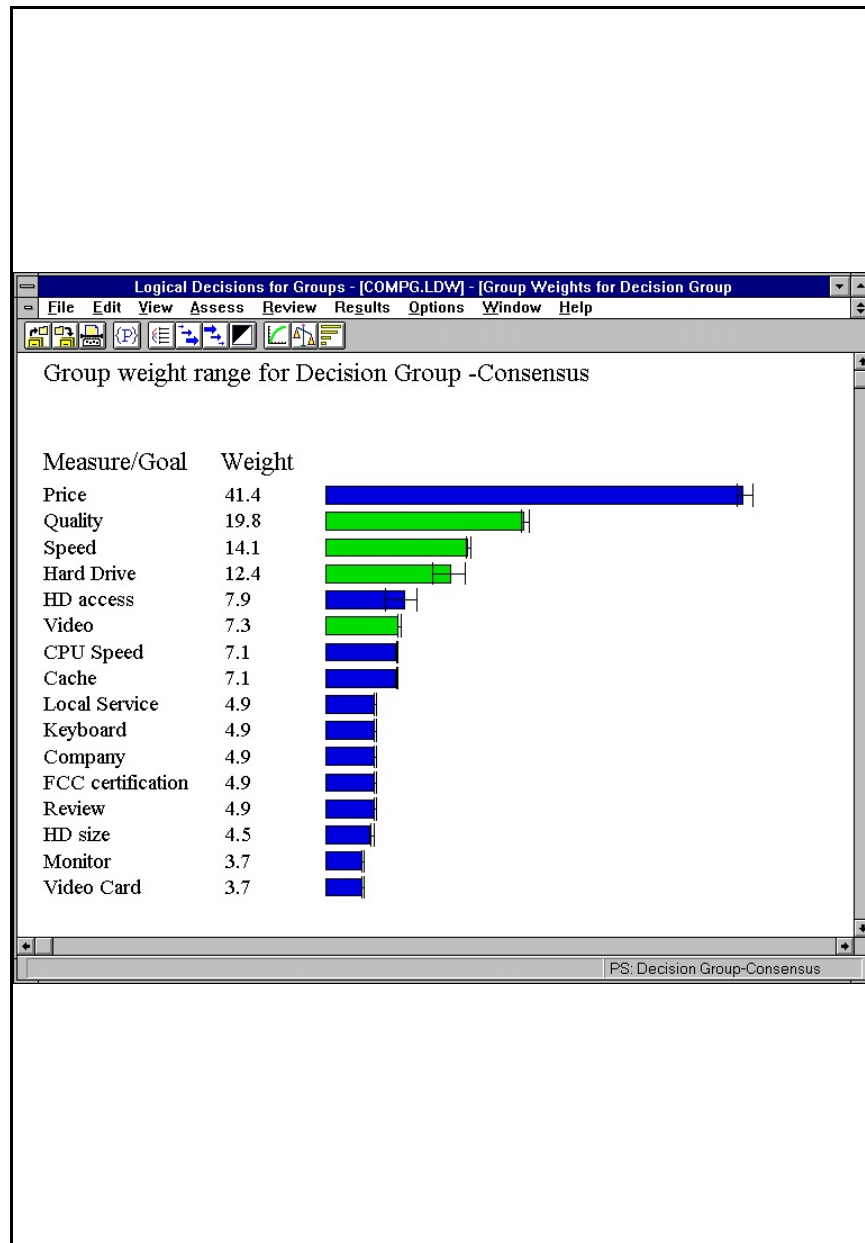 Logical Decisions for Groups - [COMPG.LDW] - [Group Weights for Decision Group
File Edit View Assess Review Results Options Window Help
{P}
Group weight range for Decision Group -Consensus
Measure/Goal Weight
Price 41.4
Quality 19.8
Speed 14.1
Hard Drive 12.4
HD access 7.9
Video 7.3
CPU Speed 7.1
Cache 7.1
Local Service 4.9
Keyboard 4.9
Company 4.9
FCC certification 4.9
Review 4.9
HD size 4.5
Monitor 3.7
Video Card 3.7
PS: Decision Group-Consensus